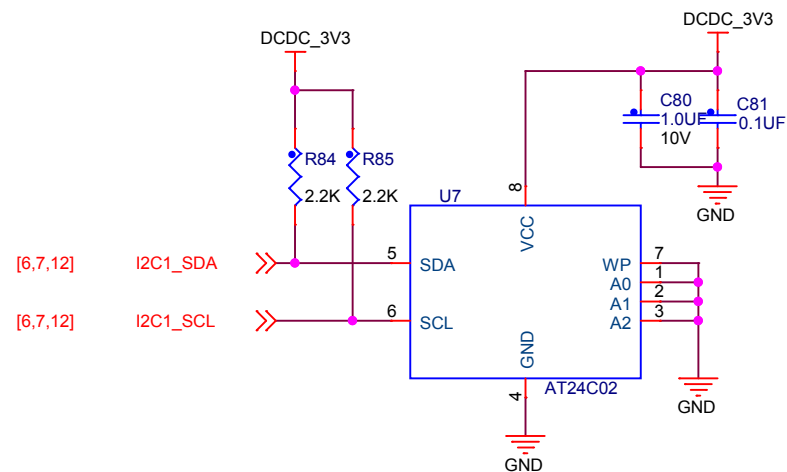 DCDC_3V3
DCDC_3V3
C80
1.0UF
10V
C81
0.1UF
R84
2.2K
R85
2.2K
GND
U7
8
VCC
[6,7,12] I2C1_SDA
5
SDA
WP
7
A0
1
A1
2
A2
3
[6,7,12] I2C1_SCL
6
SCL
GND
4
AT24C02
GND
GND